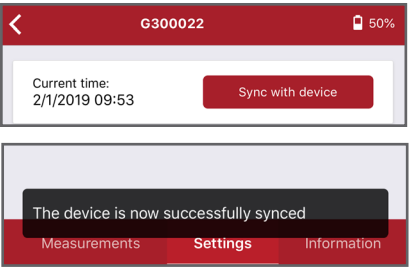 G300022 50%
Current time:
2/1/2019 09:53
Sync with device
The device is now successfully synced
Measurements Settings Information